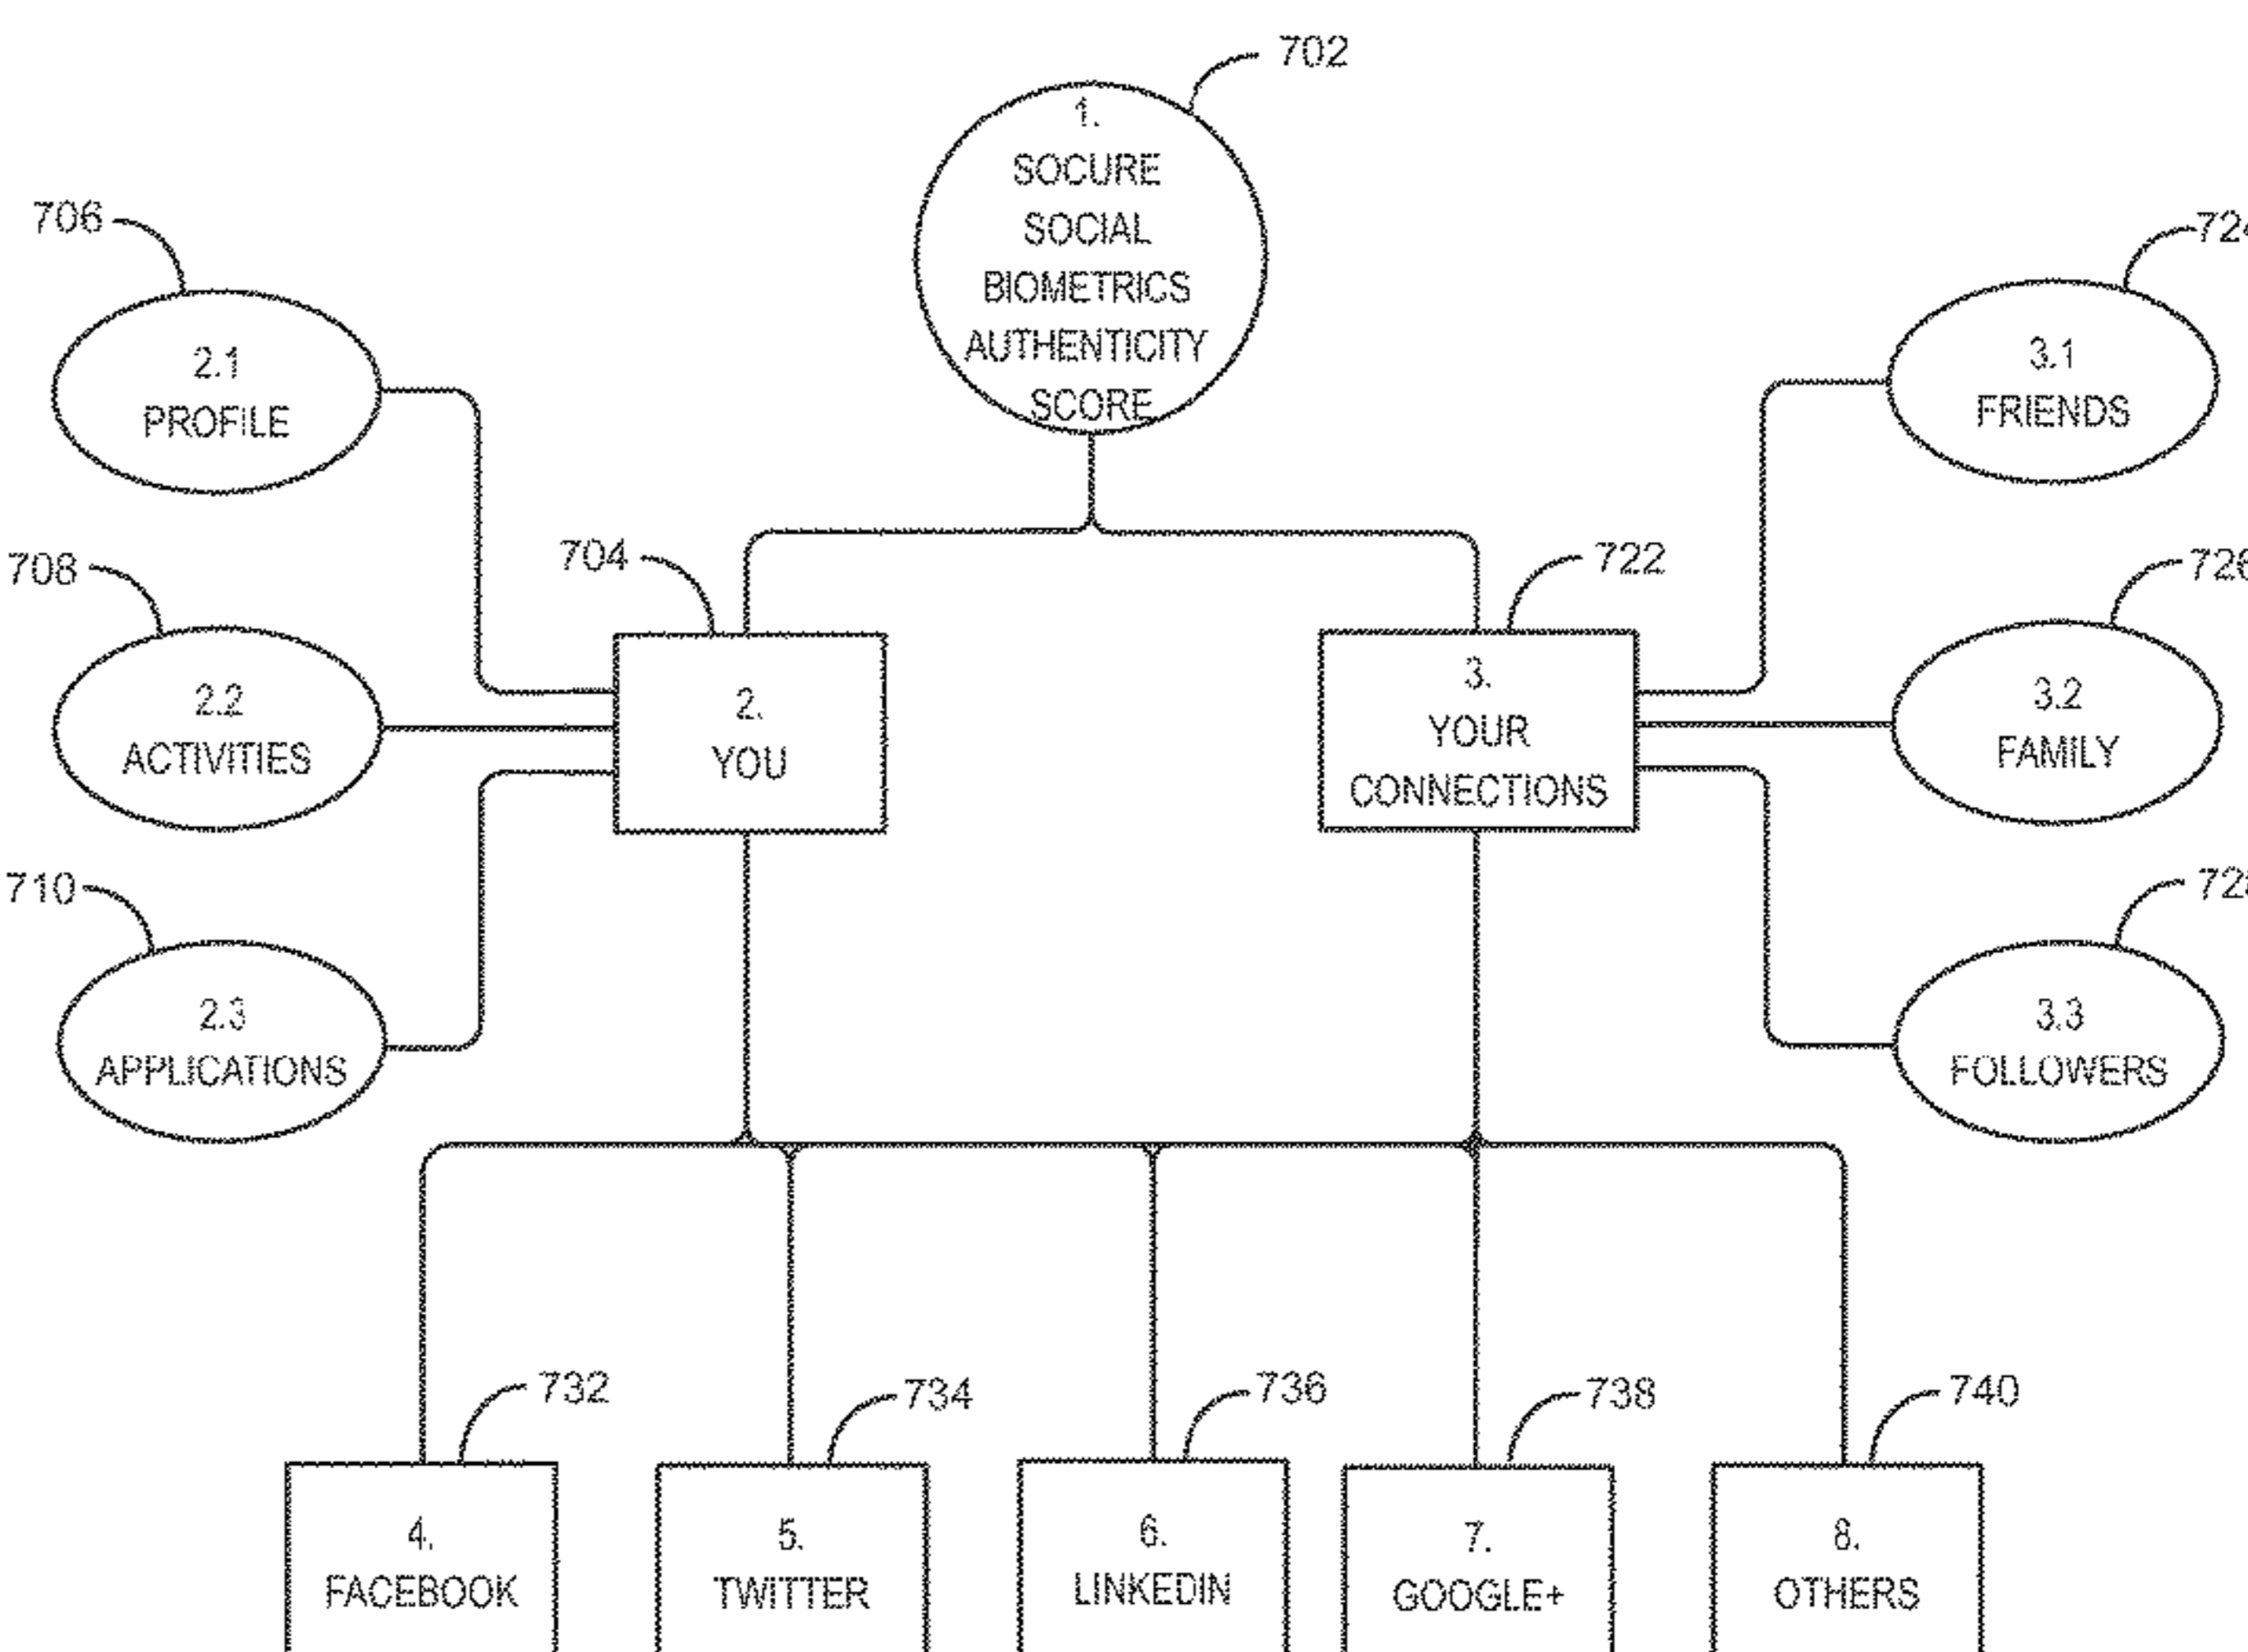 702
1.
SOCURE
SOCIAL
BIOMETRICS
AUTHENTICITY
SCORE
706
2.1
PROFILE
3.1
FRIENDS
708
704
722
2.2
ACTIVITIES
2.
YOU
3.
YOUR
CONNECTIONS
3.2
FAMILY
710
2.3
APPLICATIONS
3.3
FOLLOWERS
732
734
736
738
740
4.
FACEBOOK
5.
TWITTER
6.
LINKEDIN
7.
GOOGLE+
8.
OTHERS